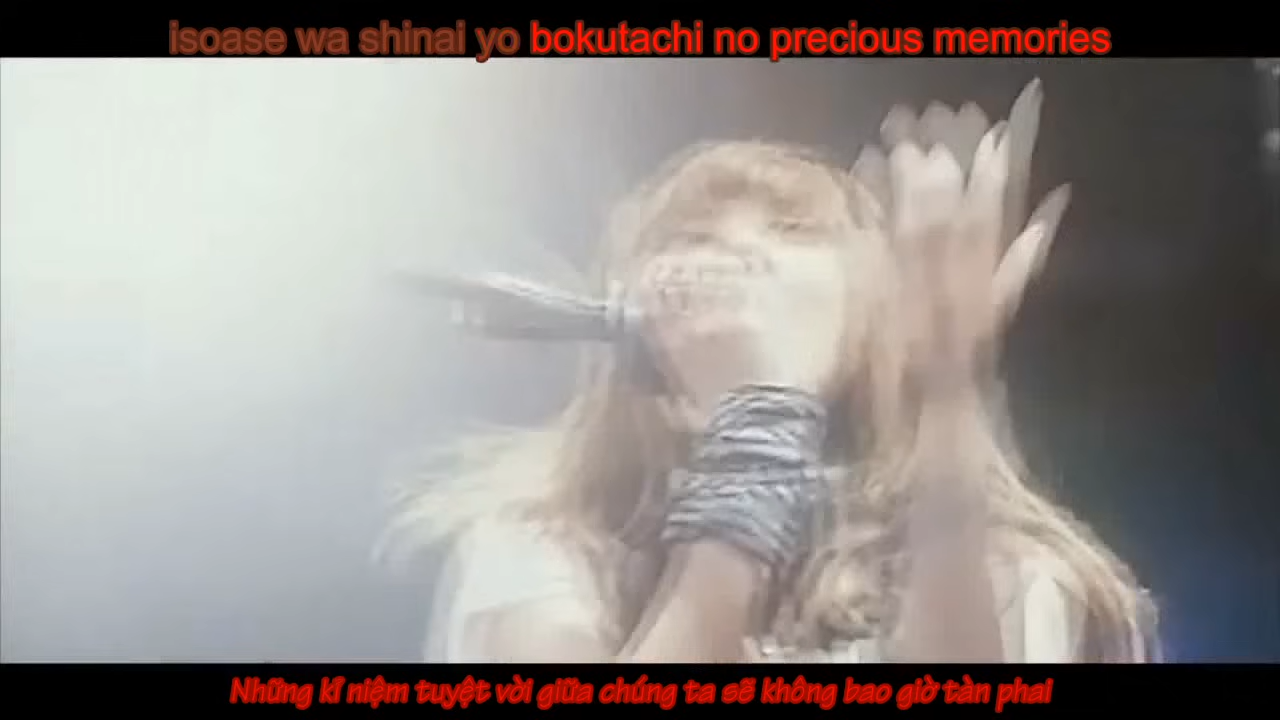 isoase wa shinai yo bokutachi no precious memories
Những kĩ niệm tuyệt vời giữa chúng ta sẽ không bao giờ tàn phai